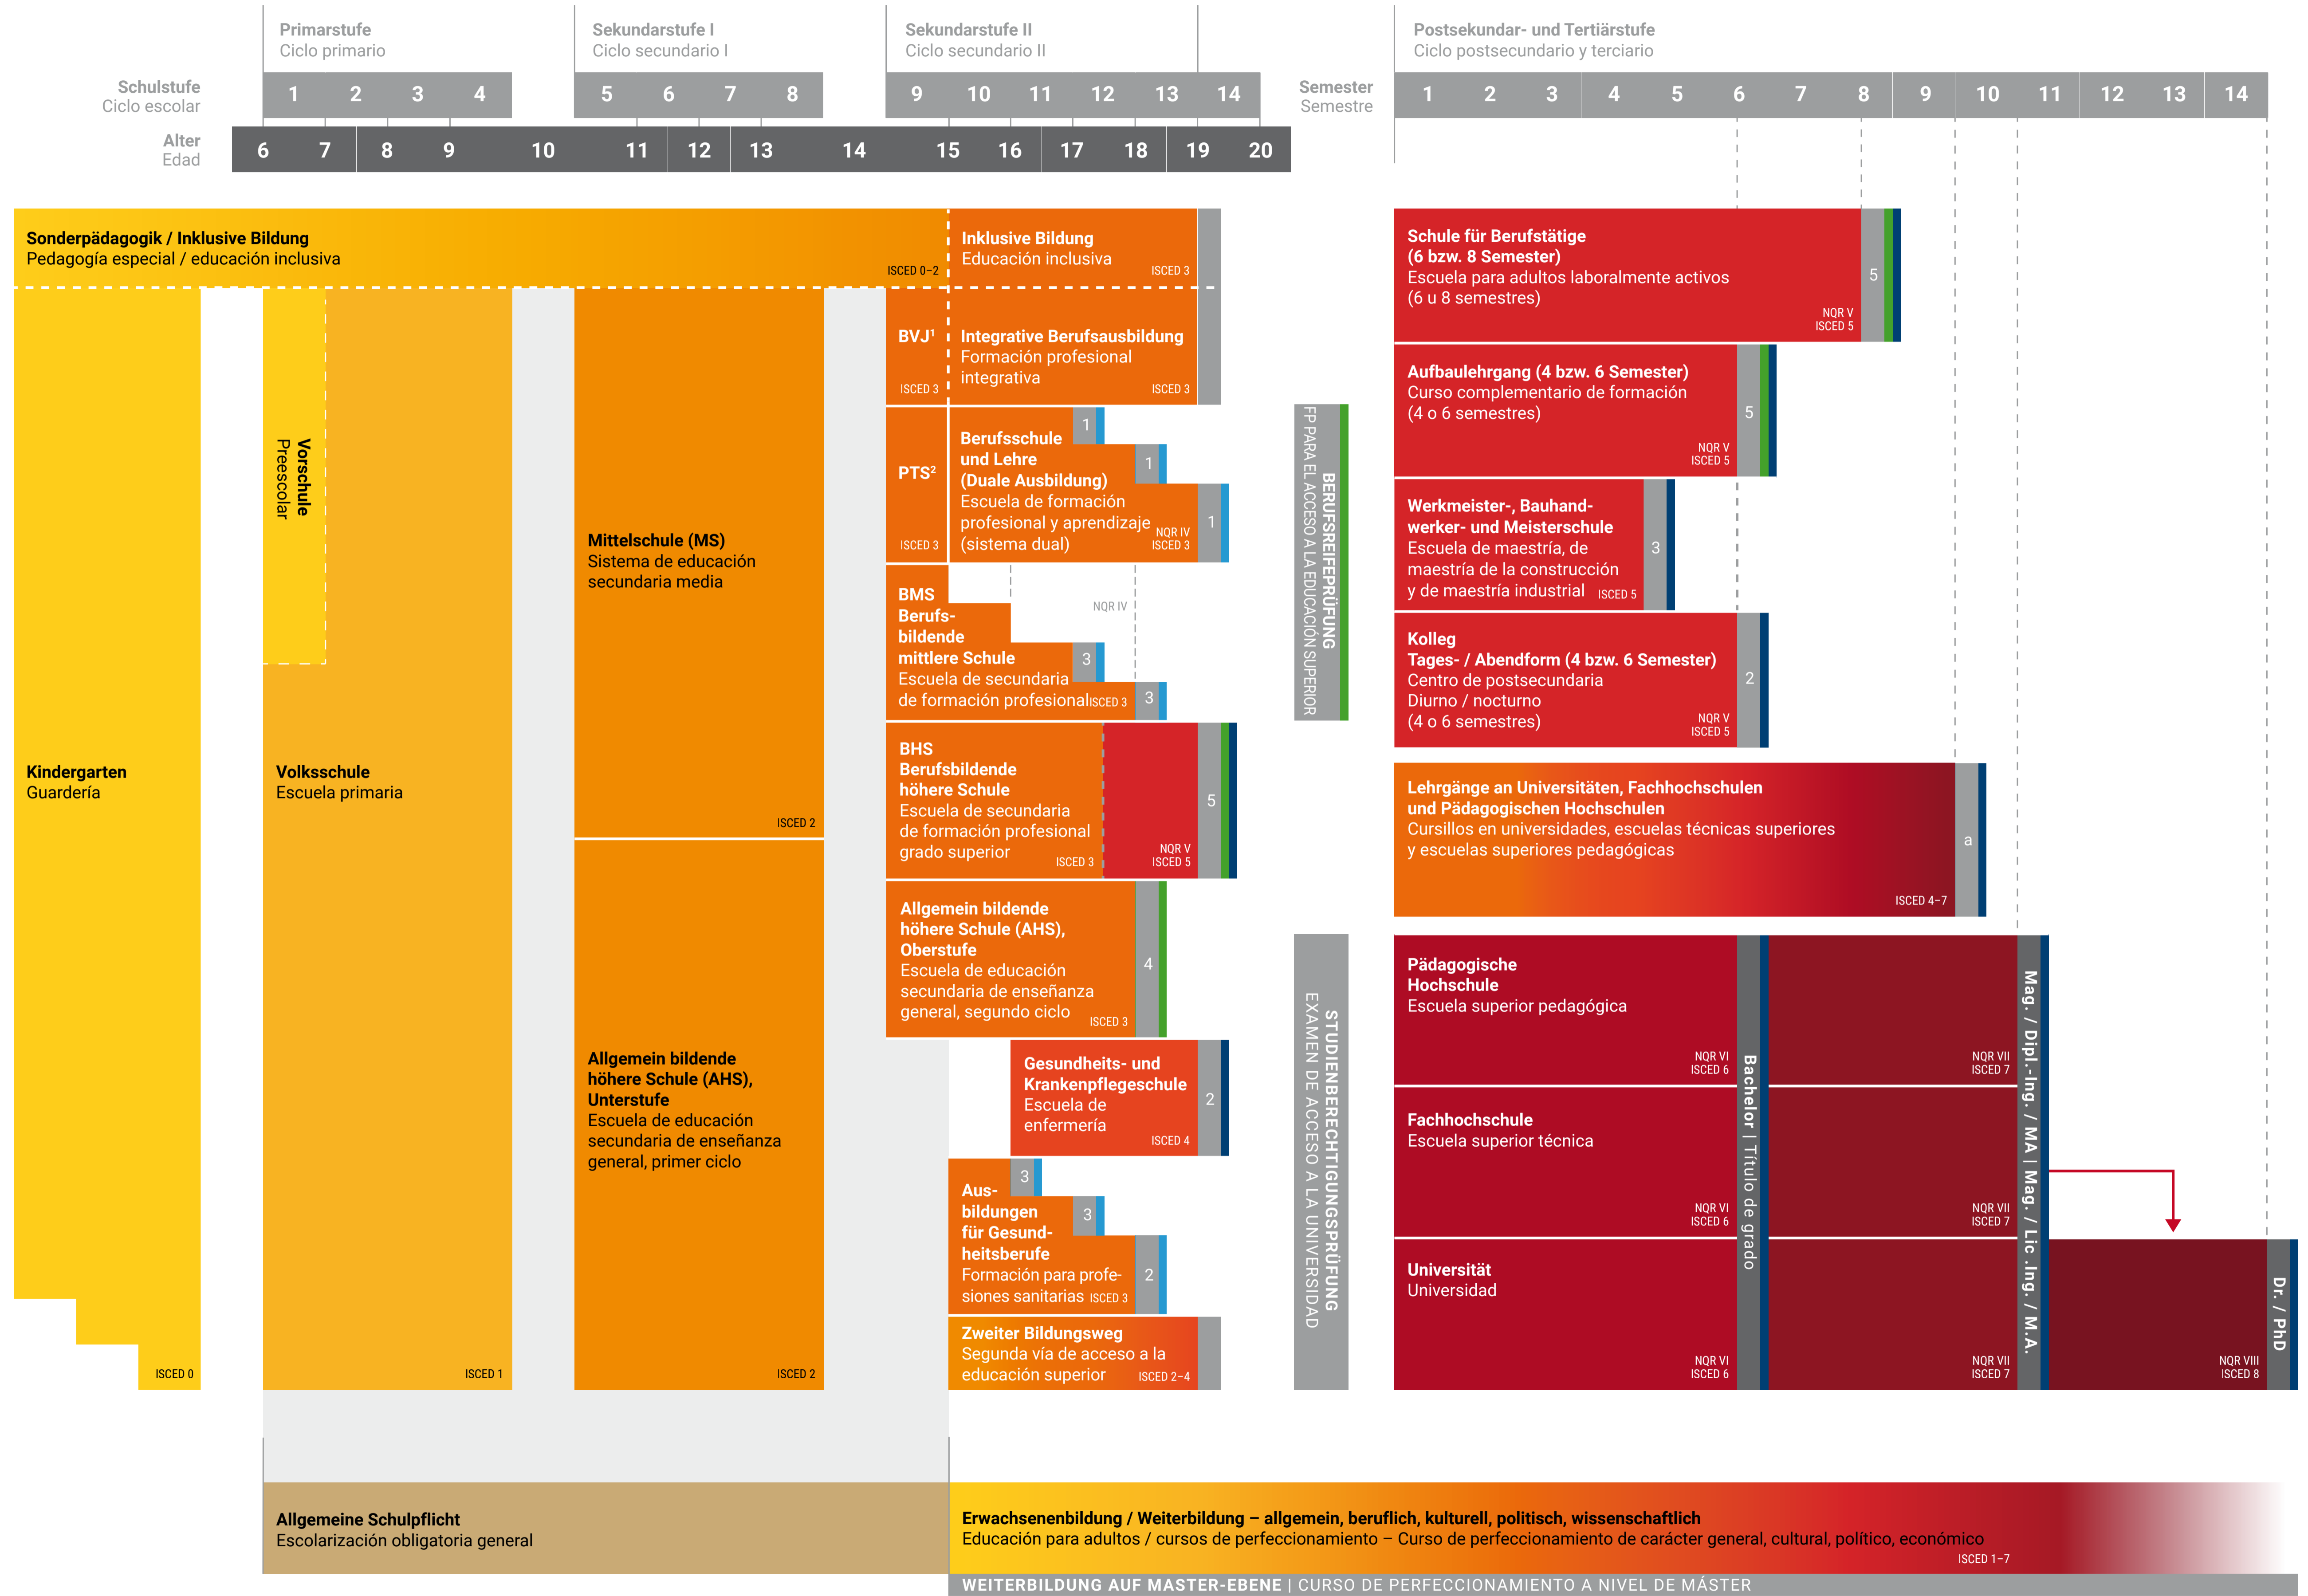 Primarstufe
Ciclo primario
Sekundarstufe I
Ciclo secundario I
Sekundarstufe II
Ciclo secundario II
Postsekundar- und Tertiärstufe
Ciclo postsecundario y terciario
Schulstufe
Ciclo escolar
1 2 3 4 5 6 7 8 9 10 11 12 13 14
Semester
Semestre
1 2 3 4 5 6 7 8 9 10 11 12 13 14
Alter
Edad
6 7 8 9 10 11 12 13 14 15 16 17 18 19 20
Sonderpädagogik / Inklusive Bildung
Pedagogía especial / educación inclusiva
ISCED 0–2
Inklusive Bildung
Educación inclusiva
ISCED 3
BVJ¹
ISCED 3
Integrative Berufsausbildung
Formación profesional
integrativa
ISCED 3
Kindergarten
Guardería
ISCED 0
Vorschule
Preescolar
Volksschule
Escuela primaria
ISCED 1
Mittelschule (MS)
Sistema de educación
secundaria media
ISCED 2
Allgemein bildende
höhere Schule (AHS),
Unterstufe
Escuela de educación
secundaria de enseñanza
general, primer ciclo
ISCED 2
PTS²
ISCED 3
Berufsschule
und Lehre
(Duale Ausbildung)
Escuela de formación
profesional y aprendizaje
(sistema dual)
NQR IV
ISCED 3
1
1
1
BMS
Berufs-
bildende
mittlere Schule
Escuela de secundaria
de formación profesional
ISCED 3
NQR IV
3
3
BHS
Berufsbildende
höhere Schule
Escuela de secundaria
de formación profesional
grado superior
ISCED 3
NQR V
ISCED 5
5
Allgemein bildende
höhere Schule (AHS),
Oberstufe
Escuela de educación
secundaria de enseñanza
general, segundo ciclo
ISCED 3
4
Gesundheits- und
Krankenpflegeschule
Escuela de
enfermería
ISCED 4
2
Aus-
bildungen
für Gesund-
heitsberufe
Formación para profe-
siones sanitarias
ISCED 3
3
3
2
Zweiter Bildungsweg
Segunda vía de acceso a la
educación superior
ISCED 2–4
BERUFSREIFEPRÜFUNG
FP PARA EL ACCESO A LA EDUCACIÓN SUPERIOR
STUDIENBERECHTIGUNGSPRÜFUNG
EXAMEN DE ACCESO A LA UNIVERSIDAD
Schule für Berufstätige
(6 bzw. 8 Semester)
Escuela para adultos laboralmente activos
(6 u 8 semestres)
NQR V
ISCED 5
5
Aufbaulehrgang (4 bzw. 6 Semester)
Curso complementario de formación
(4 o 6 semestres)
NQR V
ISCED 5
5
Werkmeister-, Bauhand-
werker- und Meisterschule
Escuela de maestría, de
maestría de la construcción
y de maestría industrial
ISCED 5
3
Kolleg
Tages- / Abendform (4 bzw. 6 Semester)
Centro de postsecundaria
Diurno / nocturno
(4 o 6 semestres)
NQR V
ISCED 5
2
Lehrgänge an Universitäten, Fachhochschulen
und Pädagogischen Hochschulen
Cursillos en universidades, escuelas técnicas superiores
y escuelas superiores pedagógicas
ISCED 4–7
a
Pädagogische
Hochschule
Escuela superior pedagógica
NQR VI
ISCED 6
NQR VII
ISCED 7
Fachhochschule
Escuela superior técnica
NQR VI
ISCED 6
NQR VII
ISCED 7
Universität
Universidad
NQR VI
ISCED 6
NQR VII
ISCED 7
NQR VIII
ISCED 8
Bachelor | Título de grado
Mag. / Dipl.-Ing. / MA | Mag. / Lic .Ing. / M.A.
Dr. / PhD
Allgemeine Schulpflicht
Escolarización obligatoria general
Erwachsenenbildung / Weiterbildung – allgemein, beruflich, kulturell, politisch, wissenschaftlich
Educación para adultos / cursos de perfeccionamiento – Curso de perfeccionamiento de carácter general, cultural, político, económico
ISCED 1–7
WEITERBILDUNG AUF MASTER-EBENE | CURSO DE PERFECCIONAMIENTO A NIVEL DE MÁSTER